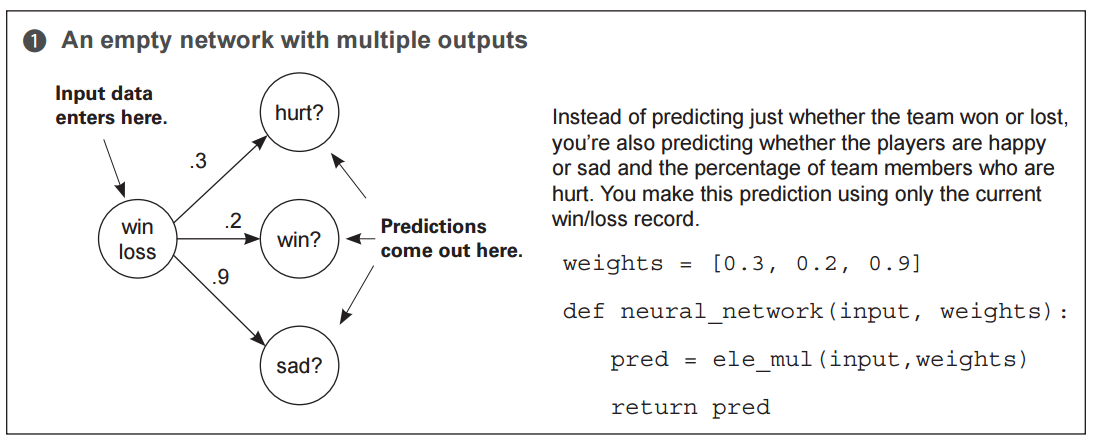 1 An empty network with multiple outputs
Input data
enters here.
hurt?
.3
win
loss
.2
win?
Predictions
come out here.
.9
sad?
Instead of predicting just whether the team won or lost,
you’re also predicting whether the players are happy
or sad and the percentage of team members who are
hurt. You make this prediction using only the current
win/loss record.
weights = [0.3, 0.2, 0.9]
def neural_network(input, weights):
    pred = ele_mul(input,weights)
    return pred